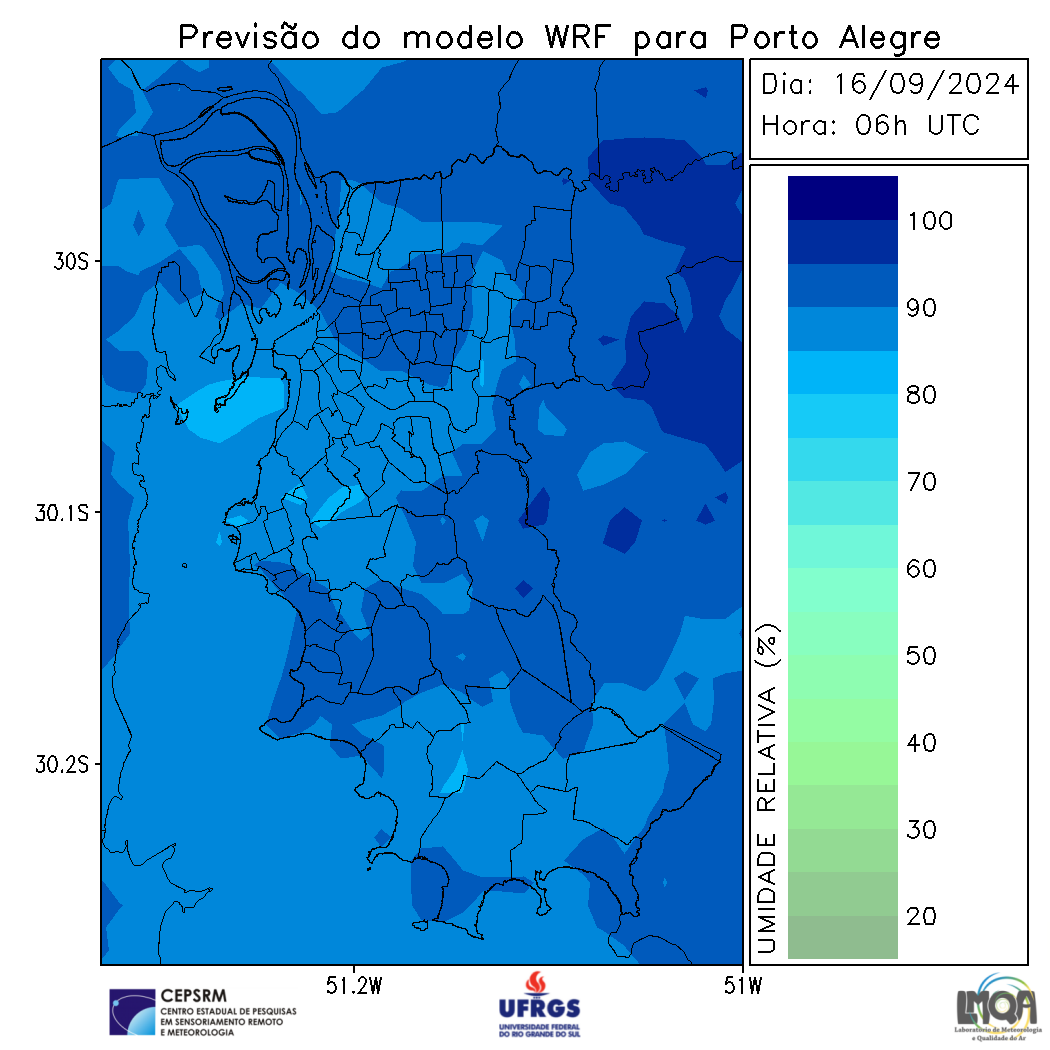 Previsão do modelo WRF para Porto Alegre
Dia: 16/09/2024
Hora: 06h UTC
30S
30.1S
30.2S
51.2W
51W
100
90
80
70
60
50
40
30
20
UMIDADE RELATIVA (%)
CEPSRM
CENTRO ESTADUAL DE PESQUISAS
EM SENSORIAMENTO REMOTO
E METEOROLOGIA
UFRGS
UNIVERSIDADE FEDERAL
DO RIO GRANDE DO SUL
LMQA
Laboratório de Meteorologia
e Qualidade do Ar